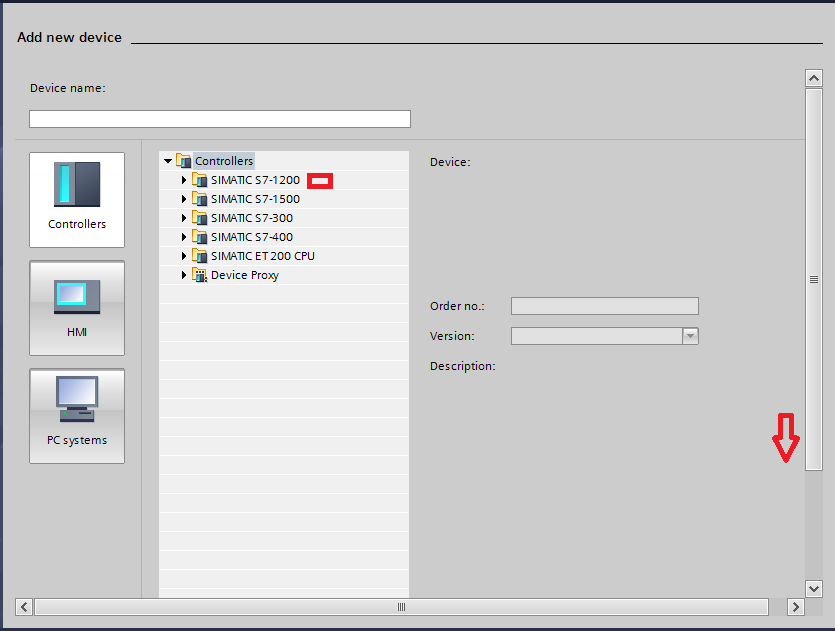 Add new device
Device name:
Controllers
HMI
PC systems
Controllers
SIMATIC S7-1200
SIMATIC S7-1500
SIMATIC S7-300
SIMATIC S7-400
SIMATIC ET 200 CPU
Device Proxy
Device:
Order no.:
Version:
Description: